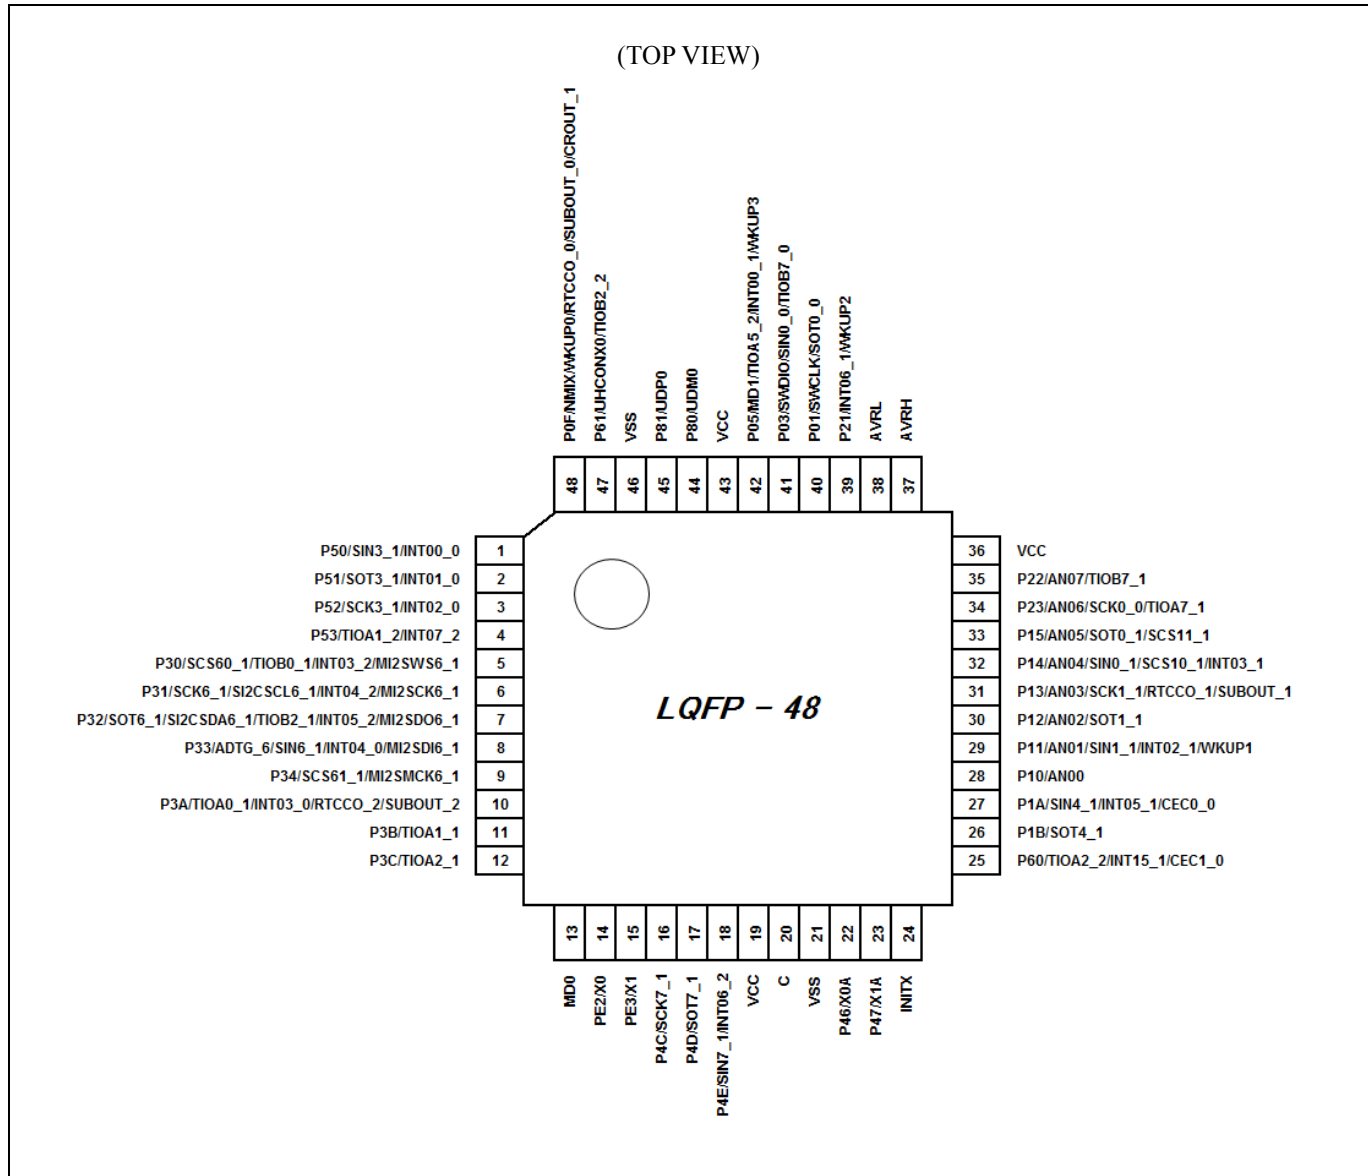 (TOP VIEW)
P0F/NMIX/WKUP0/RTCCO_0/SUBOUT_0/CROUT_1
P61/UHCONX0/TIOB2_2
VSS
P81/UDP0
P80/UDM0
VCC
P05/MD1/TIOA5_2/INT00_1/WKUP3
P03/SWDIO/SIN0_0/TIOB7_0
P01/SWCLK/SOT0_0
P21/INT06_1/WKUP2
AVRL
AVRH
48 47 46 45 44 43 42 41 40 39 38 37
P50/SIN3_1/INT00_0 1
P51/SOT3_1/INT01_0 2
P52/SCK3_1/INT02_0 3
P53/TIOA1_2/INT07_2 4
P30/SCS60_1/TIOB0_1/INT03_2/MI2SWS6_1 5
P31/SCK6_1/SI2CSCL6_1/INT04_2/MI2SCK6_1 6
P32/SOT6_1/SI2CSDA6_1/TIOB2_1/INT05_2/MI2SDO6_1 7
P33/ADTG_6/SIN6_1/INT04_0/MI2SDI6_1 8
P34/SCS61_1/MI2SMCK6_1 9
P3A/TIOA0_1/INT03_0/RTCCO_2/SUBOUT_2 10
P3B/TIOA1_1 11
P3C/TIOA2_1 12
LQFP - 48
36 VCC
35 P22/AN07/TIOB7_1
34 P23/AN06/SCK0_0/TIOA7_1
33 P15/AN05/SOT0_1/SCS11_1
32 P14/AN04/SIN0_1/SCS10_1/INT03_1
31 P13/AN03/SCK1_1/RTCCO_1/SUBOUT_1
30 P12/AN02/SOT1_1
29 P11/AN01/SIN1_1/INT02_1/WKUP1
28 P10/AN00
27 P1A/SIN4_1/INT05_1/CEC0_0
26 P1B/SOT4_1
25 P60/TIOA2_2/INT15_1/CEC1_0
13 14 15 16 17 18 19 20 21 22 23 24
MD0
PE2/X0
PE3/X1
P4C/SCK7_1
P4D/SOT7_1
P4E/SIN7_1/INT06_2
VCC
C
VSS
P46/X0A
P47/X1A
INITX